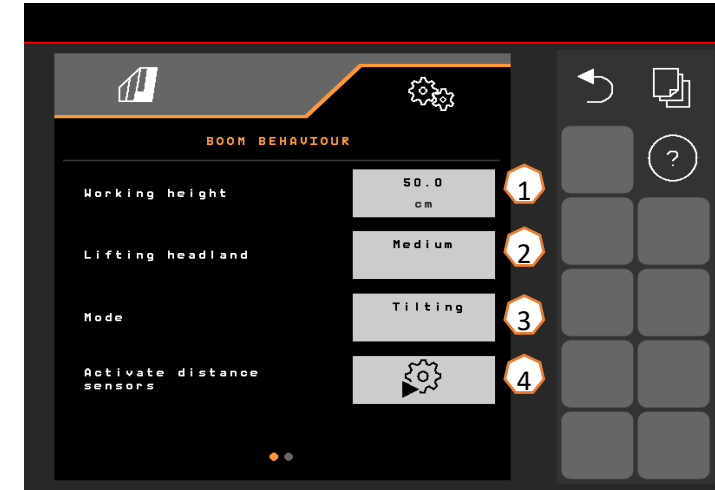 BOOM BEHAVIOUR
Working height
50.0
cm
1
Lifting headland
Medium
2
Mode
Tilting
3
Activate distance
sensors
4
?